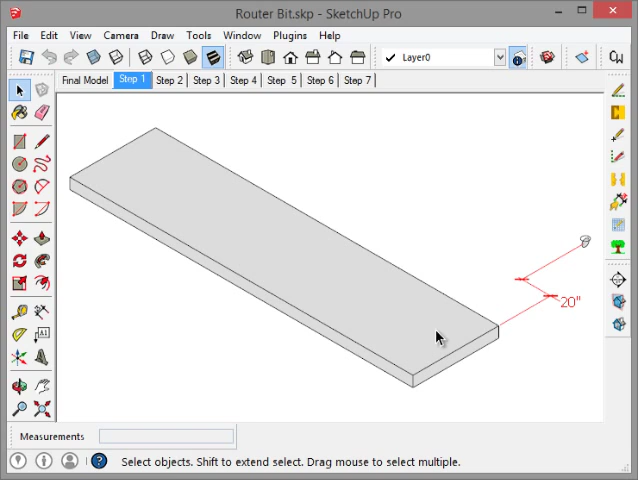 Router Bit.skp - SketchUp Pro
File Edit View Camera Draw Tools Window Plugins Help
Layer0
Final Model Step 1 Step 2 Step 3 Step 4 Step 5 Step 6 Step 7
20"
A1
Measurements
Select objects. Shift to extend select. Drag mouse to select multiple.